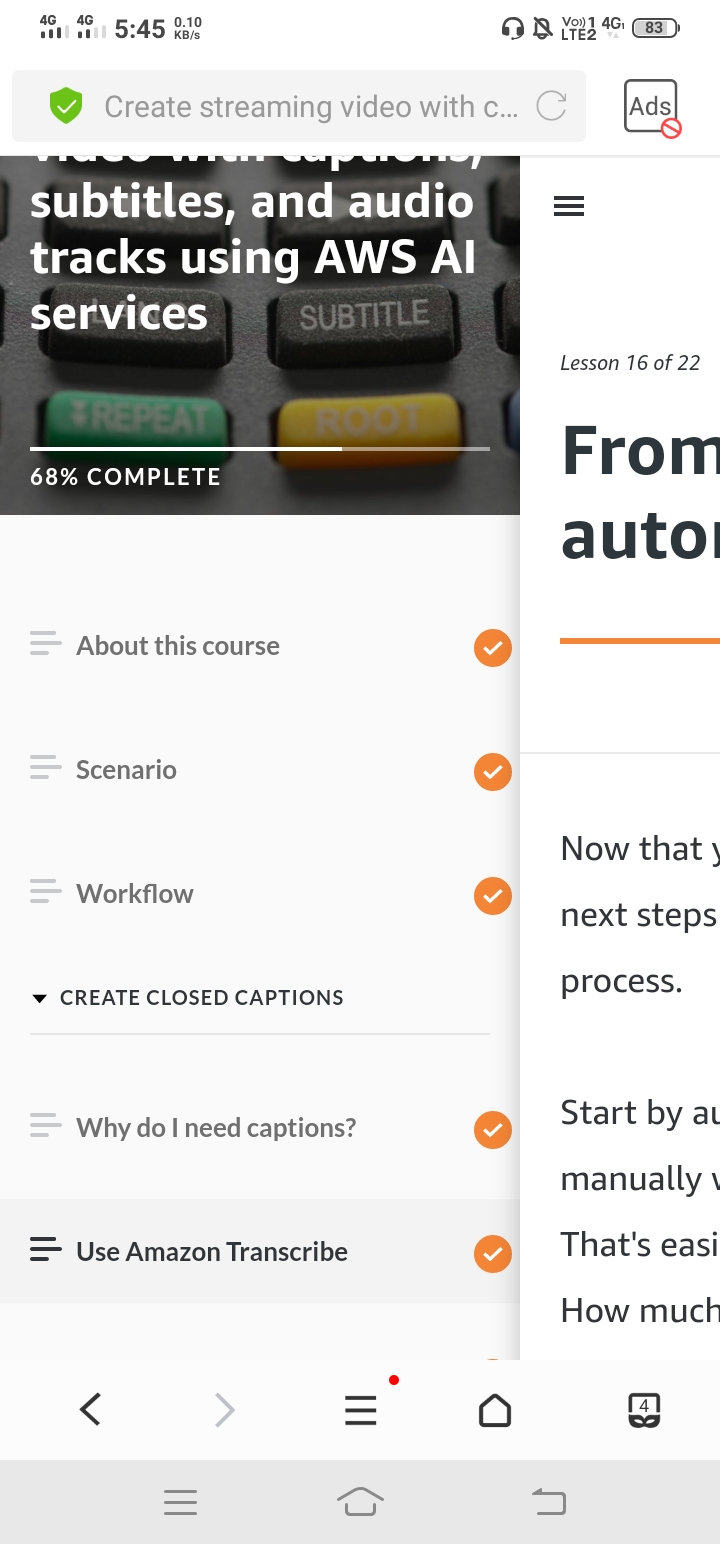 4G 4G 5:45 0.10 KB/s Vo)) 1 LTE2 4G 83
Create streaming video with c... Ads
video with captions,
subtitles, and audio
tracks using AWS AI
services
SUBTITLE
REPEAT ROOT
68% COMPLETE
About this course
Scenario
Workflow
CREATE CLOSED CAPTIONS
Why do I need captions?
Use Amazon Transcribe
Lesson 16 of 22
From
autor
Now that y
next steps
process.
Start by au
manually w
That's easi
How much
4